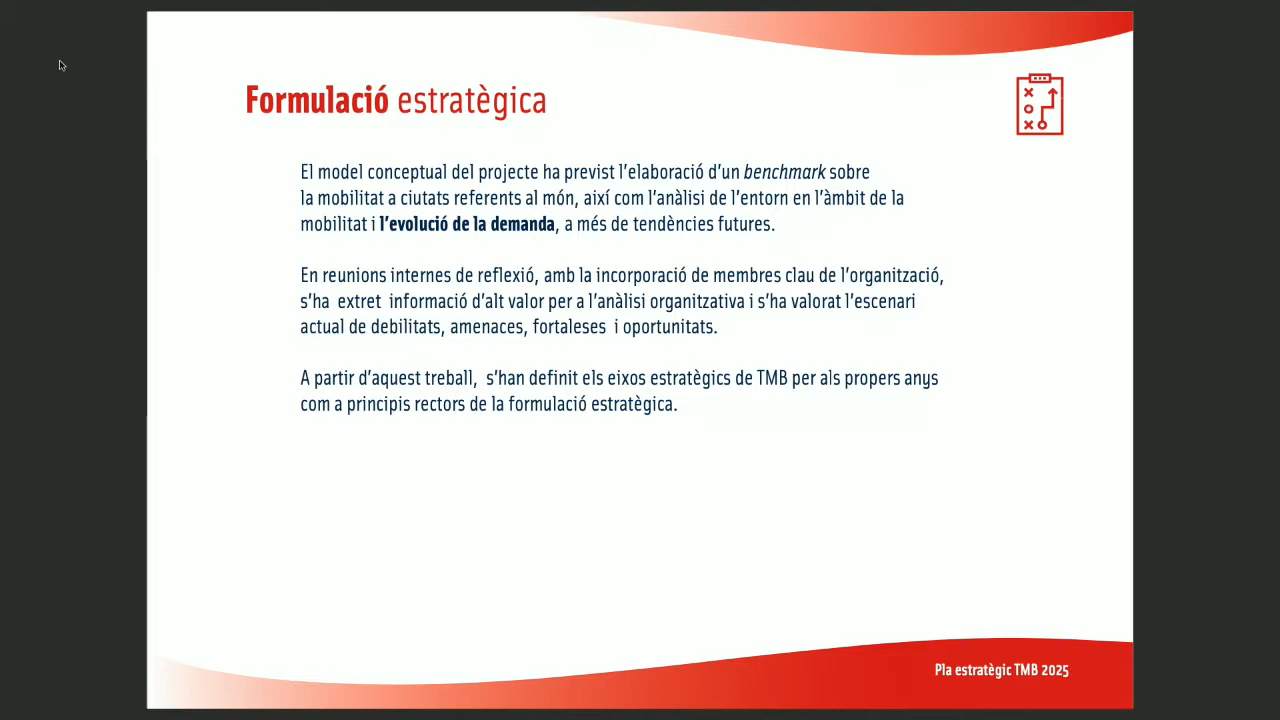 Formulació estratègica
El model conceptual del projecte ha previst l'elaboració d'un benchmark sobre
la mobilitat a ciutats referents al món, així com l'anàlisi de l'entorn en l'àmbit de la
mobilitat i l'evolució de la demanda, a més de tendències futures.
En reunions internes de reflexió, amb la incorporació de membres clau de l'organització,
s'ha extret informació d'alt valor per a l'anàlisi organitzativa i s'ha valorat l'escenari
actual de debilitats, amenaces, fortaleses i oportunitats.
A partir d'aquest treball, s'han definit els eixos estratègics de TMB per als propers anys
com a principis rectors de la formulació estratègica.
Pla estratègic TMB 2025